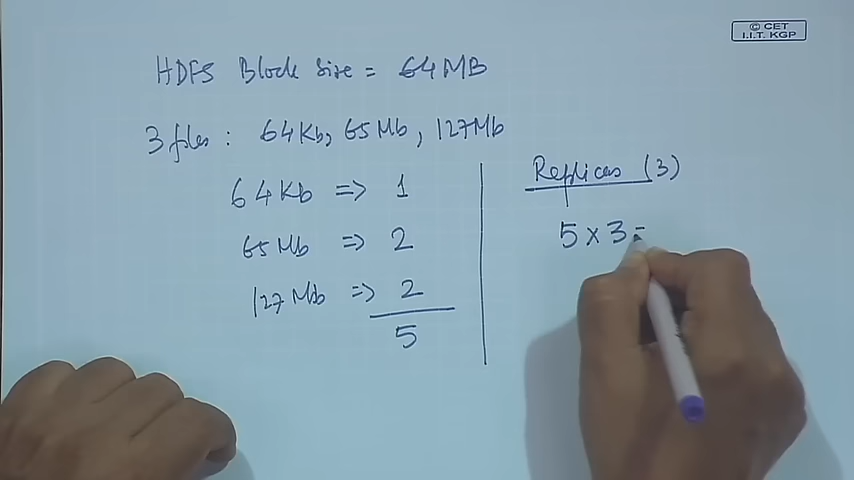 © CET
I.I.T. KGP
HDFS Block Size = 64MB
3 files : 64Kb, 65Mb, 127Mb
64Kb => 1
65Mb => 2
127Mb => 2
5
Replicas (3)
5 x 3 =